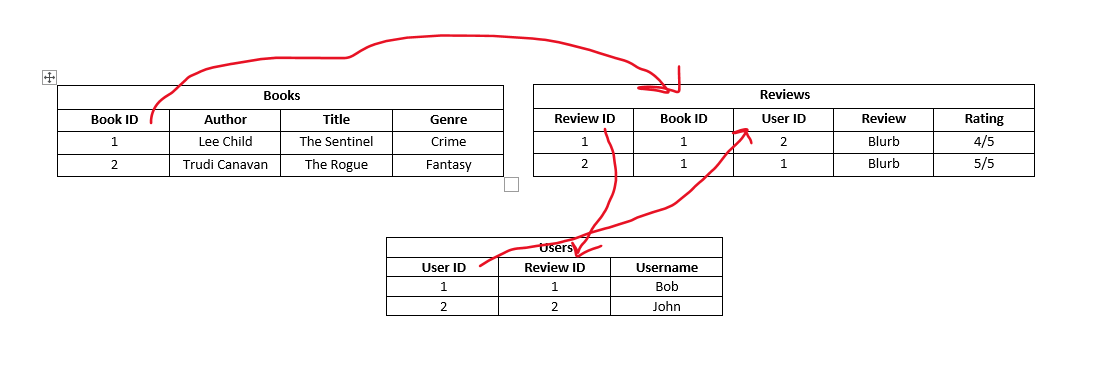 Books
Book ID Author Title Genre
1 Lee Child The Sentinel Crime
2 Trudi Canavan The Rogue Fantasy
Reviews
Review ID Book ID User ID Review Rating
1 1 2 Blurb 4/5
2 1 1 Blurb 5/5
Users
User ID Review ID Username
1 1 Bob
2 2 John